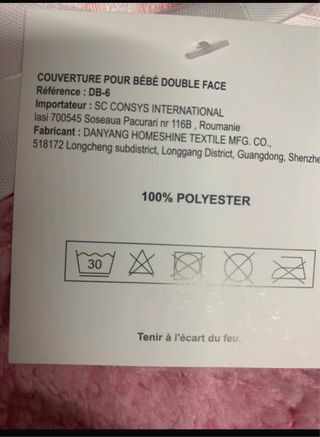 COUVERTURE POUR BÉBÉ DOUBLE FACE
Référence : DB-6
Importateur : SC CONSYS INTERNATIONAL
Iasi 700545 Soseaua Pacurari nr 116B , Roumanie
Fabricant : DANYANG HOMESHINE TEXTILE MFG. CO.,
518172 Longcheng subdistrict, Longgang District, Guangdong, Shenzhe
100% POLYESTER
30
Tenir à l'écart du feu.